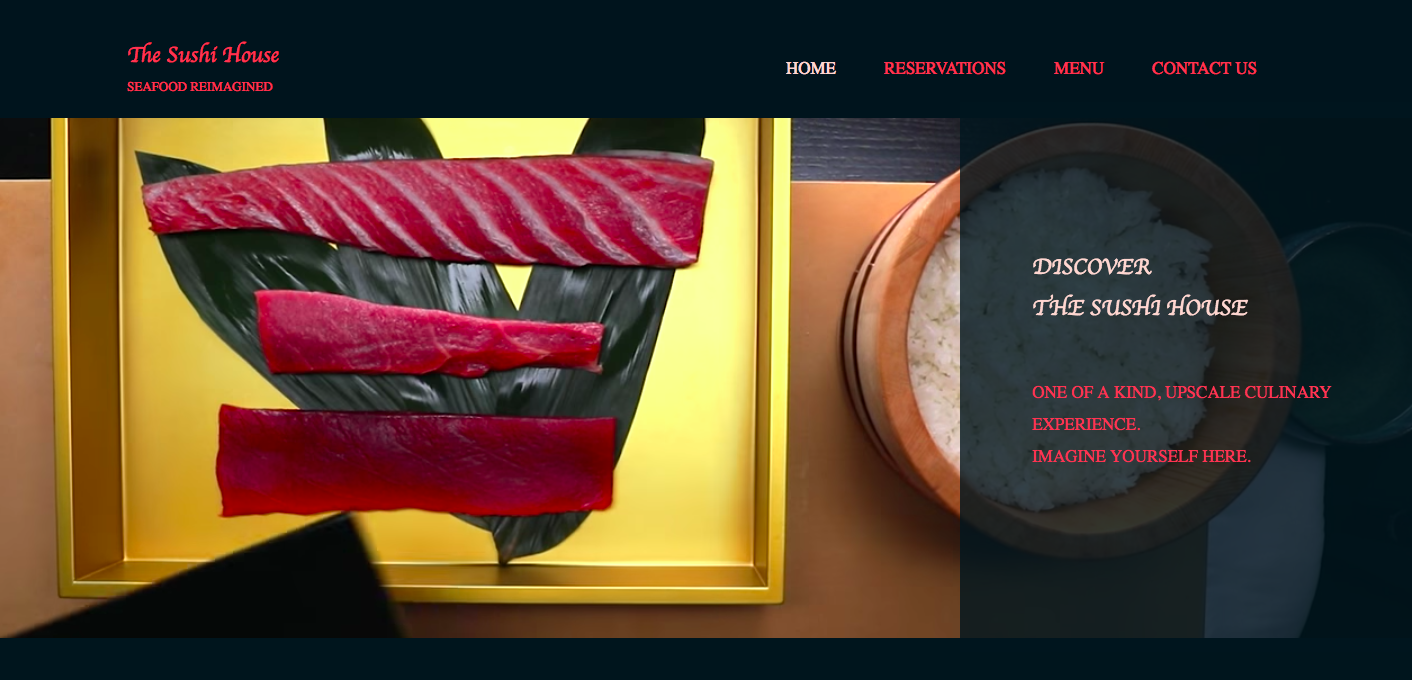 The Sushi House
SEAFOOD REIMAGINED
HOME RESERVATIONS MENU CONTACT US
DISCOVER
THE SUSHI HOUSE
ONE OF A KIND, UPSCALE CULINARY
EXPERIENCE.
IMAGINE YOURSELF HERE.